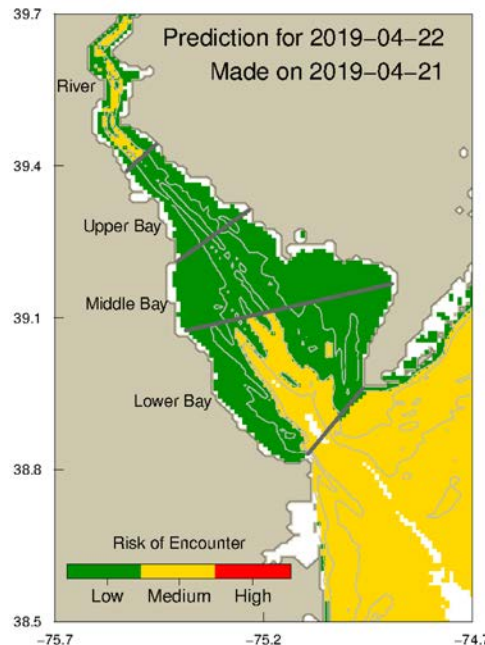 39.7
Prediction for 2019−04−22
Made on 2019−04−21
River
39.4
Upper Bay
Middle Bay
39.1
Lower Bay
38.8
Risk of Encounter
Low Medium High
38.5
−75.7 −75.2 −74.7